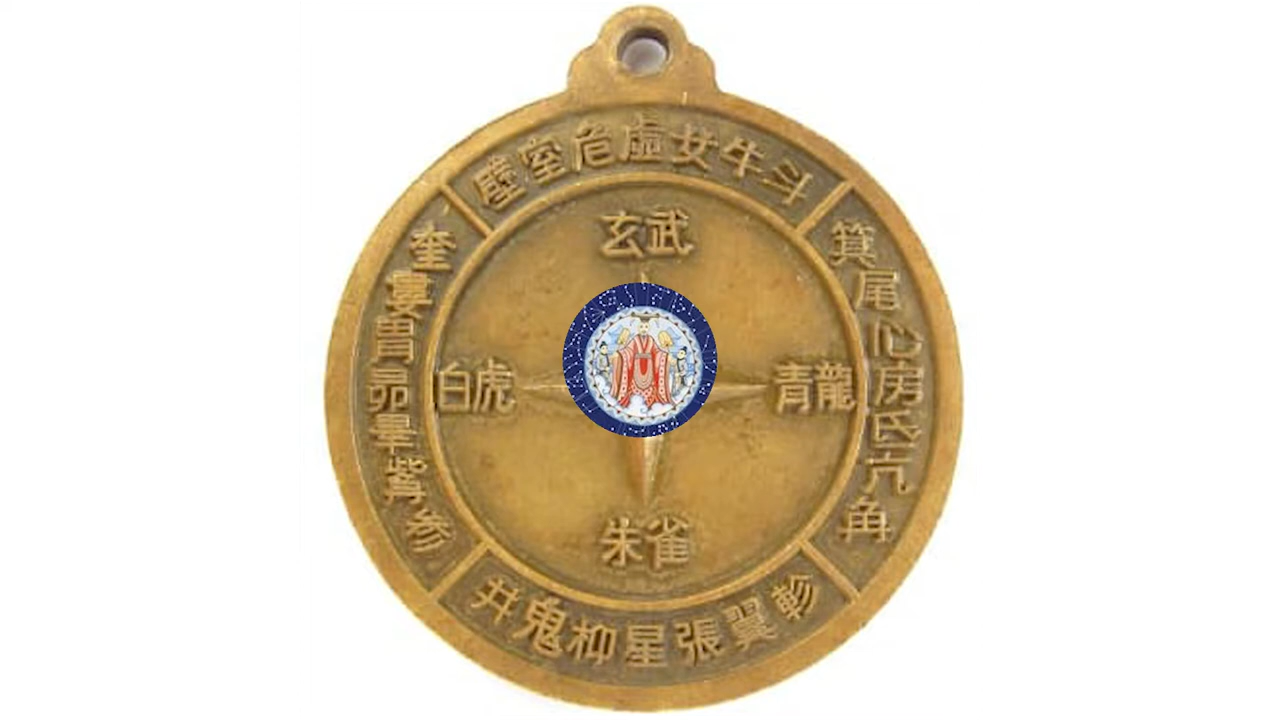 壁室危虛女牛斗
玄武
奎婁胃昴畢觜参
白虎
青龍
箕尾心房氐亢角
朱雀
井鬼柳星張翼軫